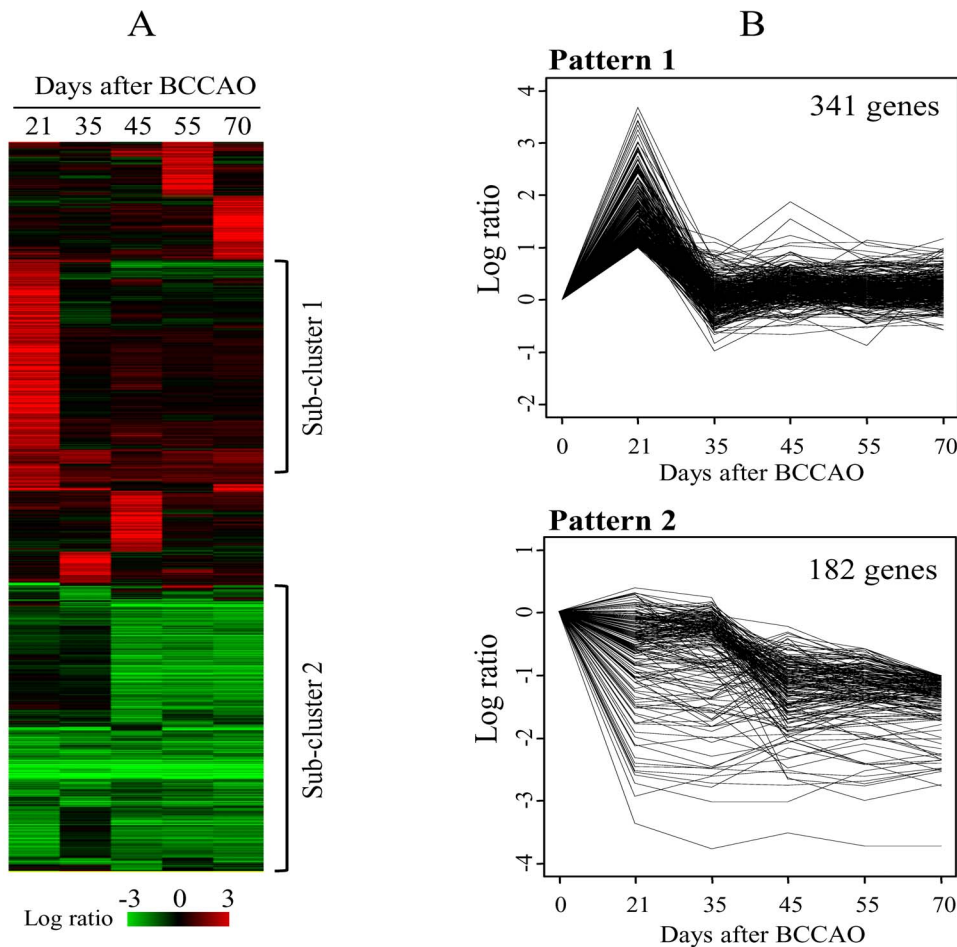 A
Days after BCCAO
21 35 45 55 70
Sub-cluster 1
Sub-cluster 2
Log ratio
-3 0 3
B
Pattern 1
341 genes
Log ratio
4
3
2
1
0
-1
-2
0 21 35 45 55 70
Days after BCCAO
Pattern 2
182 genes
Log ratio
1
0
-1
-2
-3
-4
0 21 35 45 55 70
Days after BCCAO